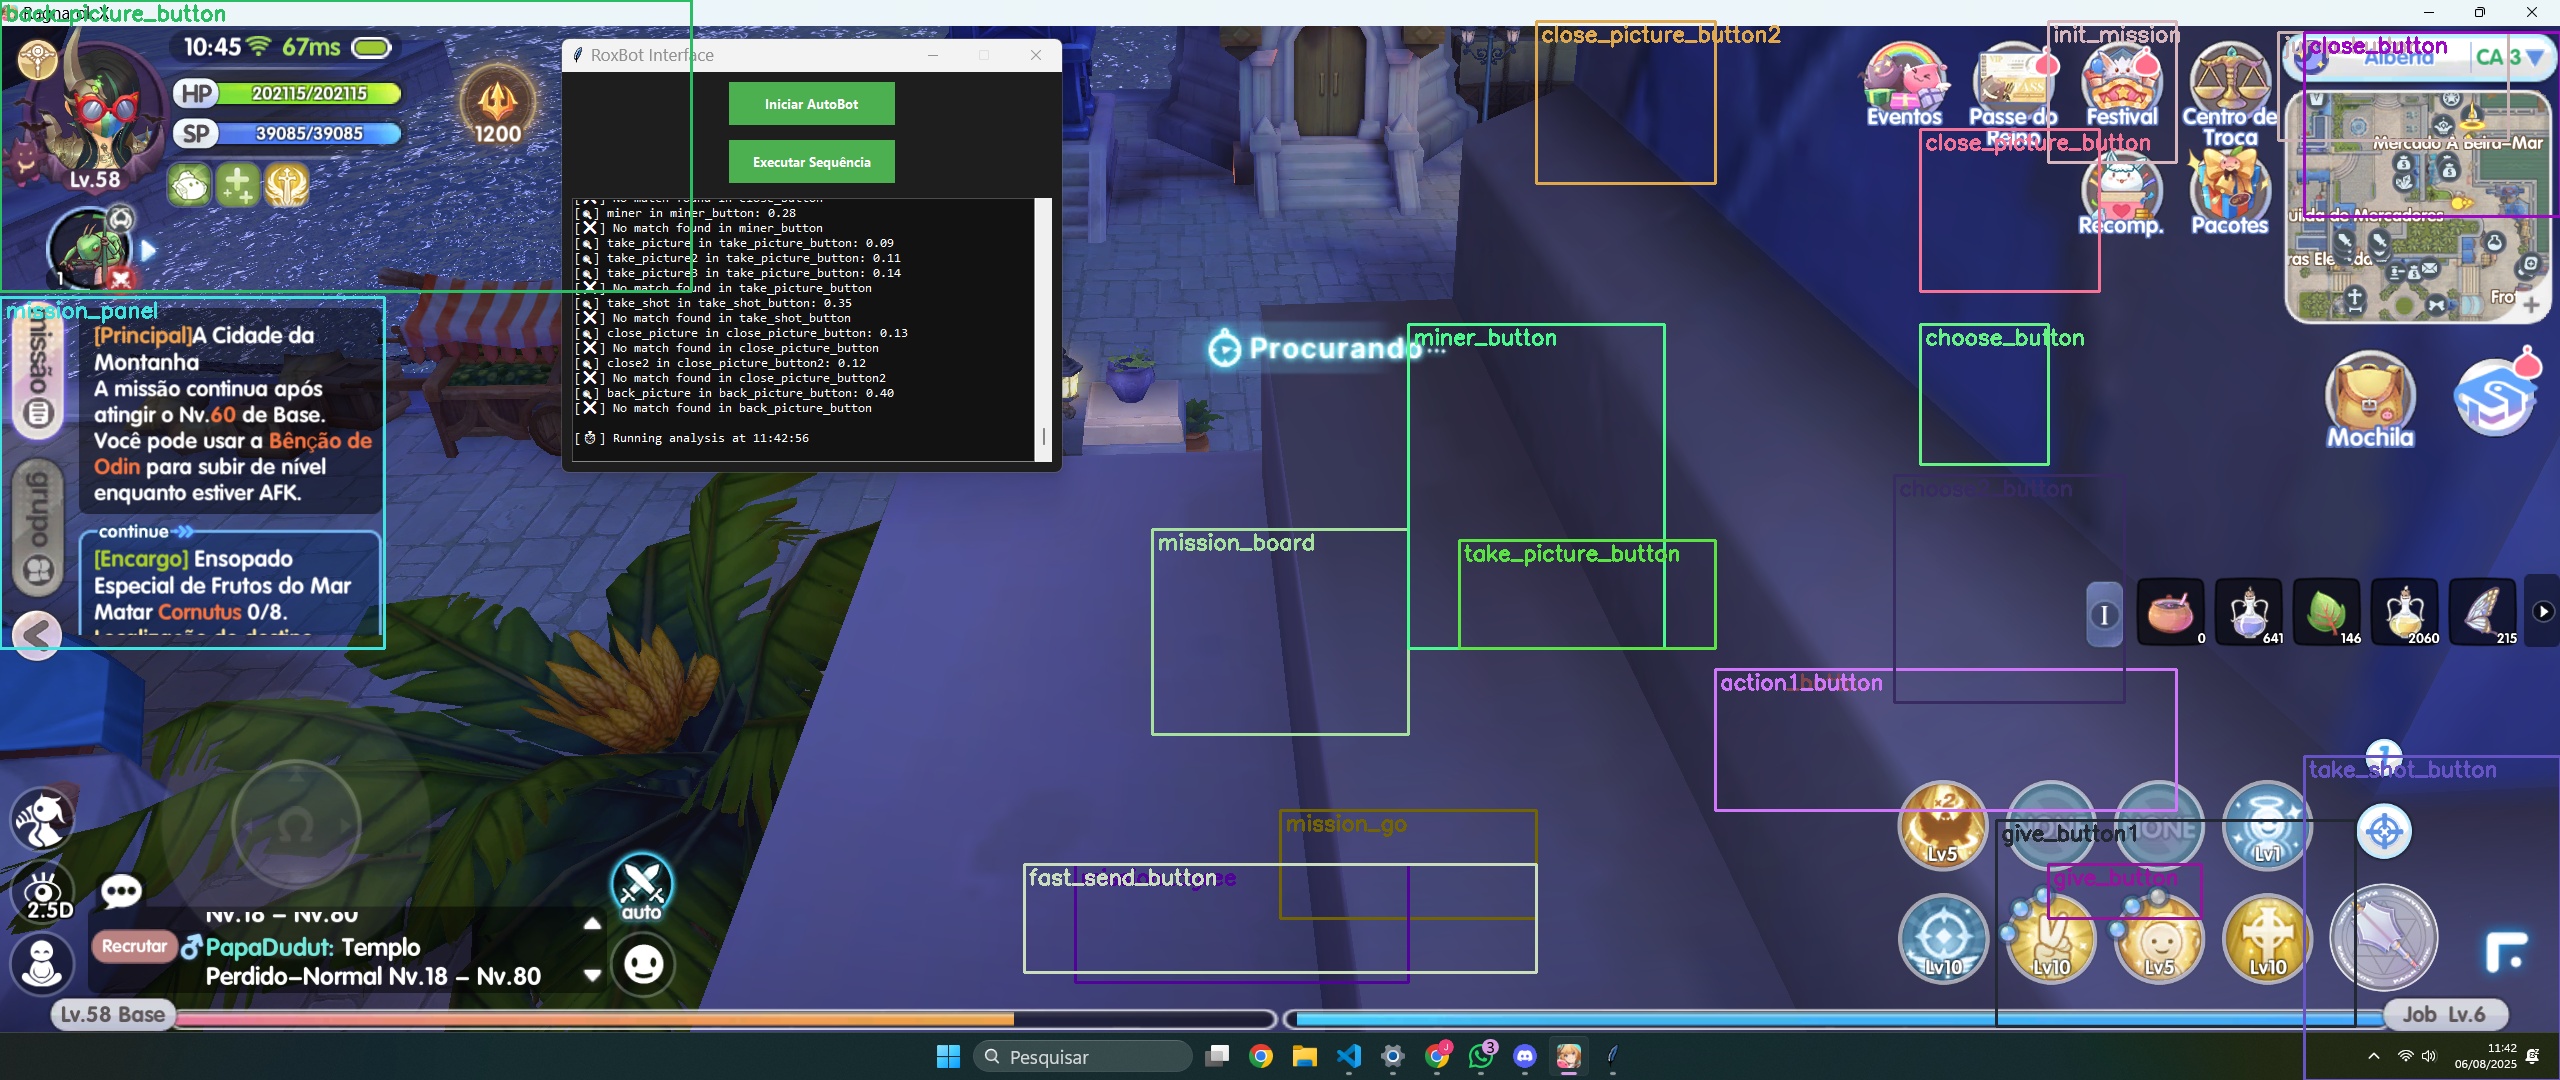 back_picture_button
10:45
67ms
HP
202115/202115
SP
39085/39085
1200
Lv.58
1
RoxBot Interface
Iniciar AutoBot
Executar Sequência
[🔍] miner in miner_button: 0.28
[❌] No match found in miner_button
[🔍] take_picture in take_picture_button: 0.09
[🔍] take_picture2 in take_picture_button: 0.11
[🔍] take_picture3 in take_picture_button: 0.14
[❌] No match found in take_picture_button
[🔍] take_shot in take_shot_button: 0.35
[❌] No match found in take_shot_button
[🔍] close_picture in close_picture_button: 0.13
[❌] No match found in close_picture_button
[🔍] close2 in close_picture_button2: 0.12
[❌] No match found in close_picture_button2
[🔍] back_picture in back_picture_button: 0.40
[❌] No match found in back_picture_button
[⏱] Running analysis at 11:42:56
close_picture_button2
init_mission
close_button
Alberta
CA 3
Eventos
Passe do
Reino
Festival
Centro de
Troca
close_picture_button
Recomp.
Pacotes
Mercado À Beira-Mar
uilda de Mercadores
mission_panel
missão
grupo
[Principal]A Cidade da
Montanha
A missão continua após
atingir o Nv.60 de Base.
Você pode usar a Bênção de
Odin para subir de nível
enquanto estiver AFK.
continue
[Encargo] Ensopado
Especial de Frutos do Mar
Matar Cornutus 0/8.
Procurando...
miner_button
choose_button
Mochila
mission_board
take_picture_button
I
0
641
146
2060
215
action1_button
take_shot_button
mission_go
fast_send_button
give_button1
give_button
x2
Lv5
NONE
Lv1
Lv10
Lv10
Lv5
Lv10
2.5D
auto
Nv.18 – Nv.80
Recrutar
PapaDudut: Templo
Perdido-Normal Nv.18 – Nv.80
Lv.58 Base
Job Lv.6
Pesquisar
3
11:42
06/08/2025